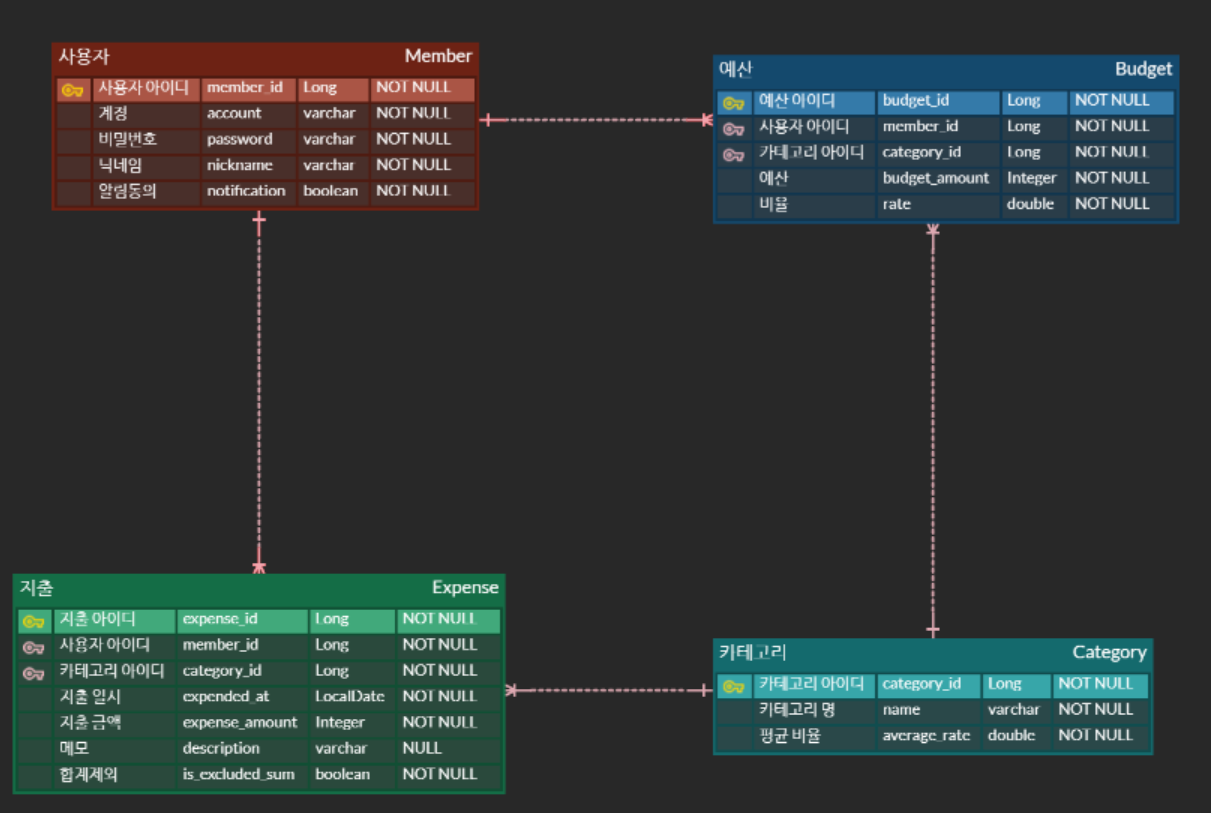 사용자 Member
사용자 아이디 member_id Long NOT NULL
계정 account varchar NOT NULL
비밀번호 password varchar NOT NULL
닉네임 nickname varchar NOT NULL
알림동의 notification boolean NOT NULL
예산 Budget
예산 아이디 budget_id Long NOT NULL
사용자 아이디 member_id Long NOT NULL
카테고리 아이디 category_id Long NOT NULL
예산 budget_amount Integer NOT NULL
비율 rate double NOT NULL
지출 Expense
지출 아이디 expense_id Long NOT NULL
사용자 아이디 member_id Long NOT NULL
카테고리 아이디 category_id Long NOT NULL
지출 일시 expended_at LocalDate NOT NULL
지출 금액 expense_amount Integer NOT NULL
메모 description varchar NULL
합계제외 is_excluded_sum boolean NOT NULL
카테고리 Category
카테고리 아이디 category_id Long NOT NULL
카테고리 명 name varchar NOT NULL
평균 비율 average_rate double NOT NULL